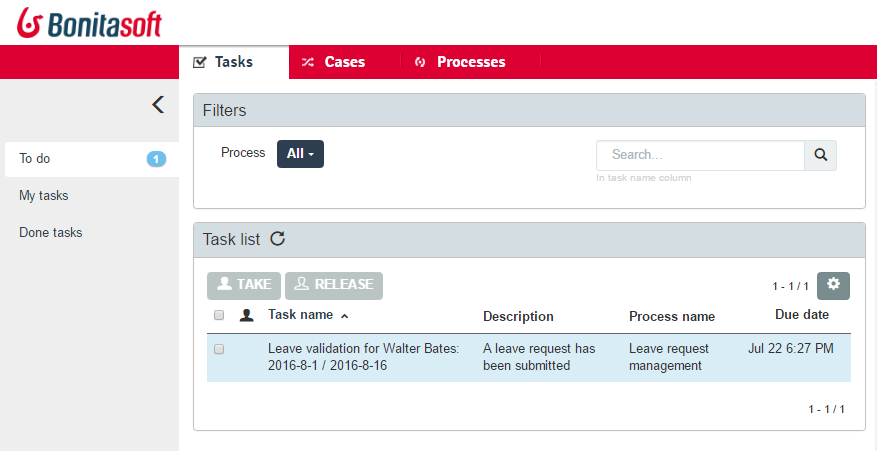 Bonitasoft
Tasks
Cases
Processes
To do
1
My tasks
Done tasks
Filters
Process
All
Search...
In task name column
Task list
TAKE
RELEASE
1 - 1 / 1
Task name
Description
Process name
Due date
Leave validation for Walter Bates:
2016-8-1 / 2016-8-16
A leave request has
been submitted
Leave request
management
Jul 22 6:27 PM
1 - 1 / 1